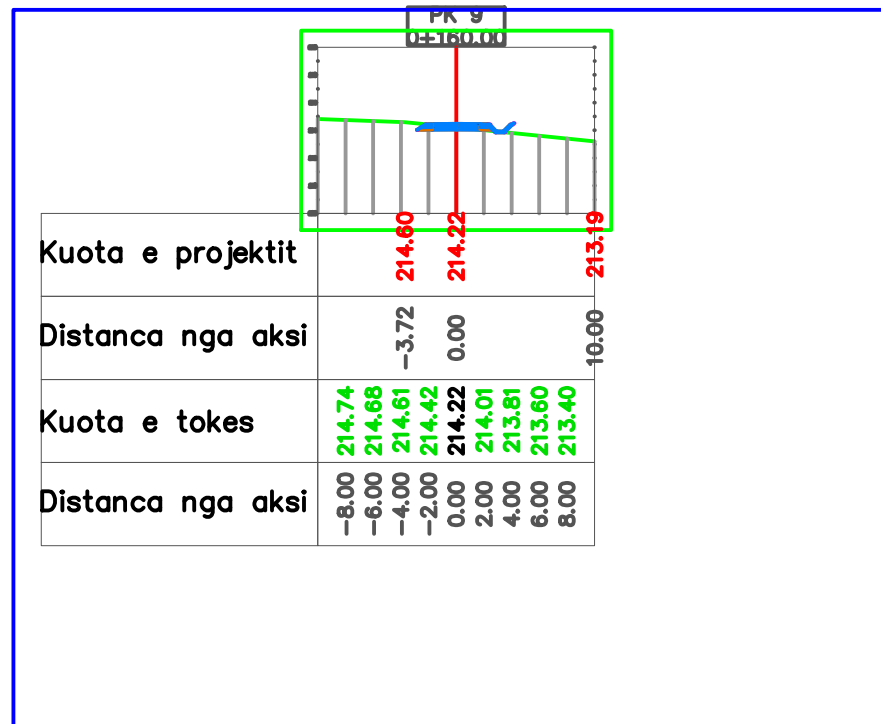 PK 9
0+160.00
Kuota e projektit 214.60 214.22 213.19
Distanca nga aksi -3.72 0.00 10.00
Kuota e tokes 214.74 214.68 214.61 214.42 214.22 214.01 213.81 213.60 213.40
Distanca nga aksi -8.00 -6.00 -4.00 -2.00 0.00 2.00 4.00 6.00 8.00